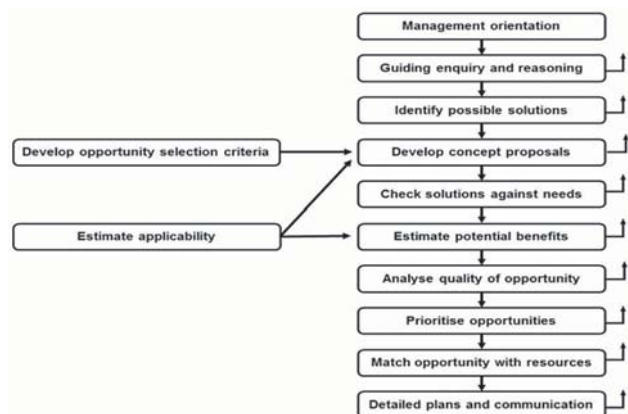 Management orientation
Guiding enquiry and reasoning
Identify possible solutions
Develop opportunity selection criteria
Develop concept proposals
Check solutions against needs
Estimate applicability
Estimate potential benefits
Analyse quality of opportunity
Prioritise opportunities
Match opportunity with resources
Detailed plans and communication